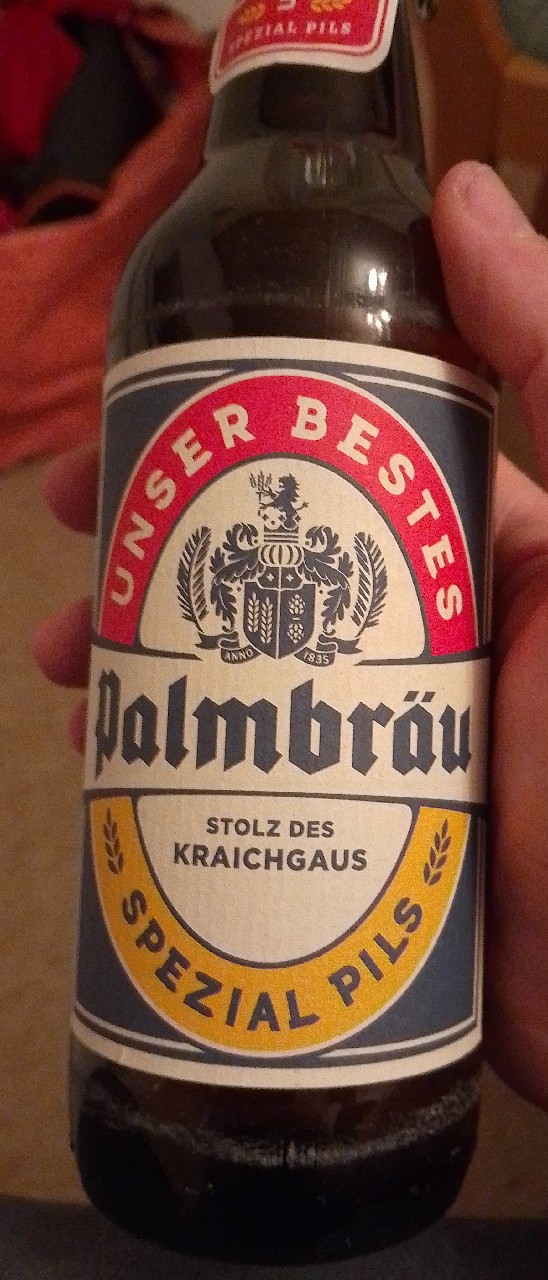 SPEZIAL PILS
UNSER BESTES
ANNO 1835
Palmbräu
STOLZ DES
KRAICHGAUS
SPEZIAL PILS